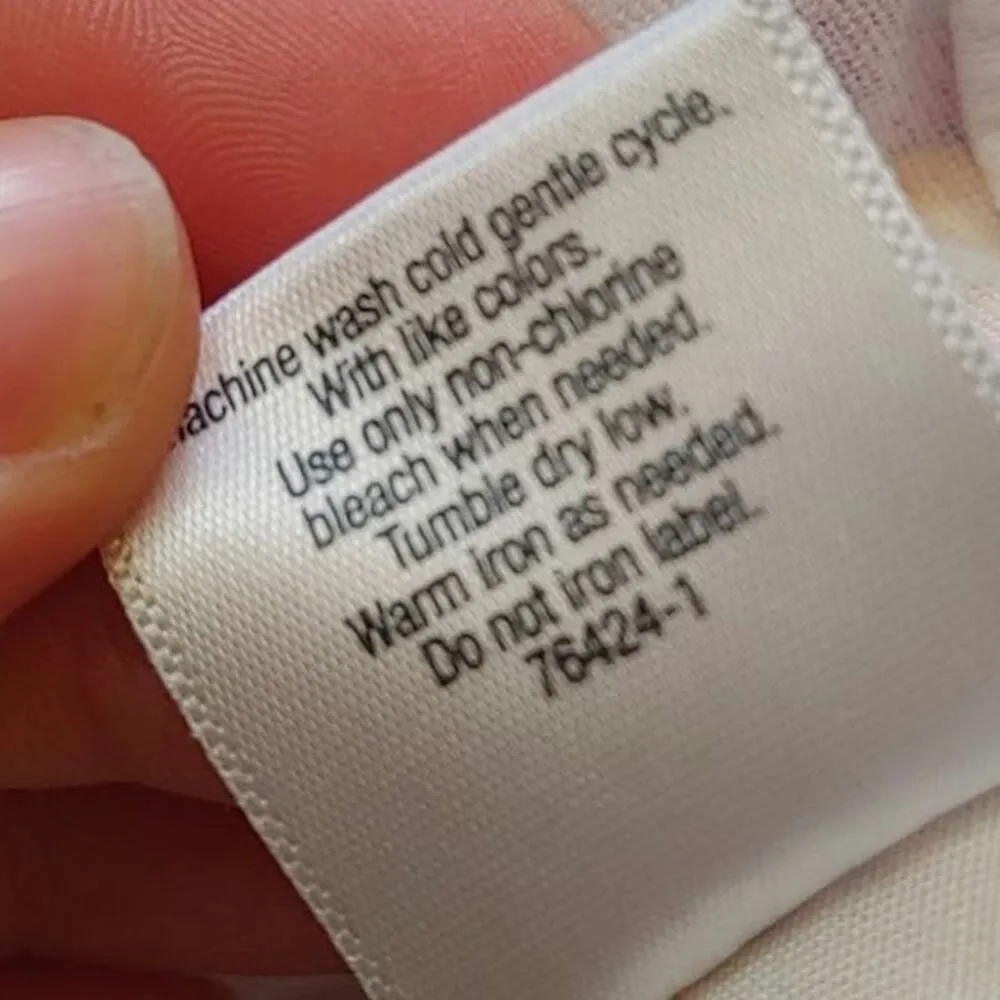 achine wash cold gentle cycle.
With like colors.
Use only non-chlorine
bleach when needed.
Tumble dry low.
Warm iron as needed.
Do not iron label.
76424-1